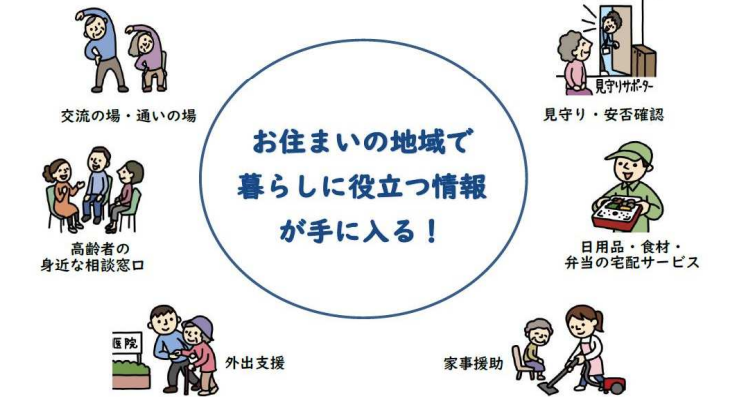 交流の場・通いの場
見守りサポーター
見守り・安否確認
お住まいの地域で
暮らしに役立つ情報
が手に入る！
高齢者の
身近な相談窓口
日用品・食材・
弁当の宅配サービス
医院
外出支援
家事援助